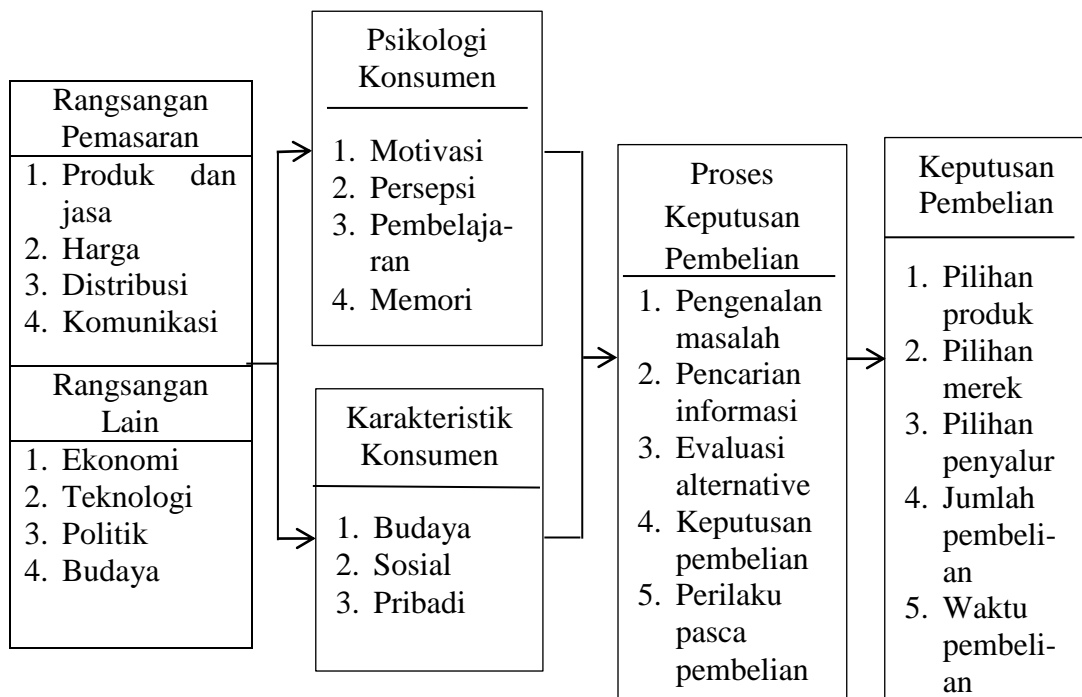 Rangsangan
Pemasaran
1. Produk dan
jasa
2. Harga
3. Distribusi
4. Komunikasi
Rangsangan
Lain
1. Ekonomi
2. Teknologi
3. Politik
4. Budaya
Psikologi
Konsumen
1. Motivasi
2. Persepsi
3. Pembelaja-
ran
4. Memori
Karakteristik
Konsumen
1. Budaya
2. Sosial
3. Pribadi
Proses
Keputusan
Pembelian
1. Pengenalan
masalah
2. Pencarian
informasi
3. Evaluasi
alternative
4. Keputusan
pembelian
5. Perilaku
pasca
pembelian
Keputusan
Pembelian
1. Pilihan
produk
2. Pilihan
merek
3. Pilihan
penyalur
4. Jumlah
pembeli-
an
5. Waktu
pembeli-
an